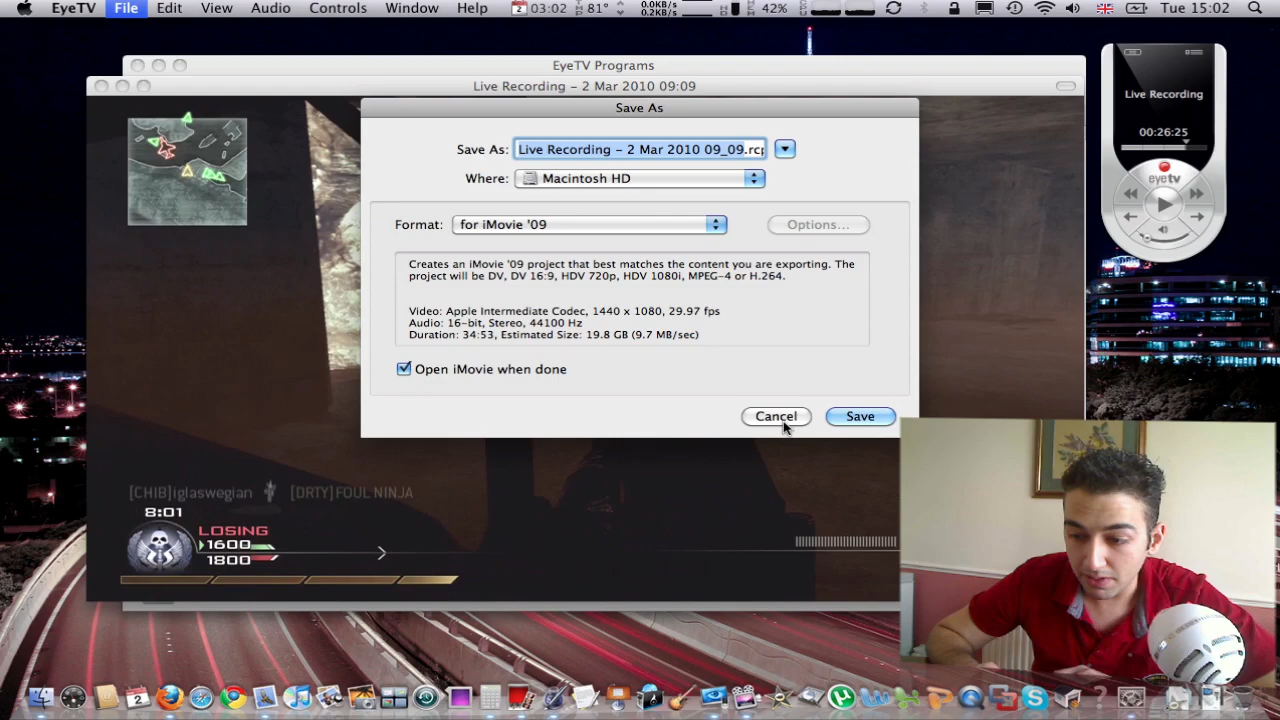 EyeTV File Edit View Audio Controls Window Help 03:02 81° 0.0KB/s 0.2KB/s 42% Tue 15:02
EyeTV Programs
Live Recording – 2 Mar 2010 09:09
Save As
Save As: Live Recording – 2 Mar 2010 09_09.rcp
Where: Macintosh HD
Format: for iMovie '09 Options...
Creates an iMovie '09 project that best matches the content you are exporting. The
project will be DV, DV 16:9, HDV 720p, HDV 1080i, MPEG-4 or H.264.
Video: Apple Intermediate Codec, 1440 x 1080, 29.97 fps
Audio: 16-bit, Stereo, 44100 Hz
Duration: 34:53, Estimated Size: 19.8 GB (9.7 MB/sec)
Open iMovie when done
Cancel Save
Live Recording
00:26:25
eyetv
[CHIB]iglaswegian [DRTY]FOUL NINJA
8:01
LOSING
1600
1800